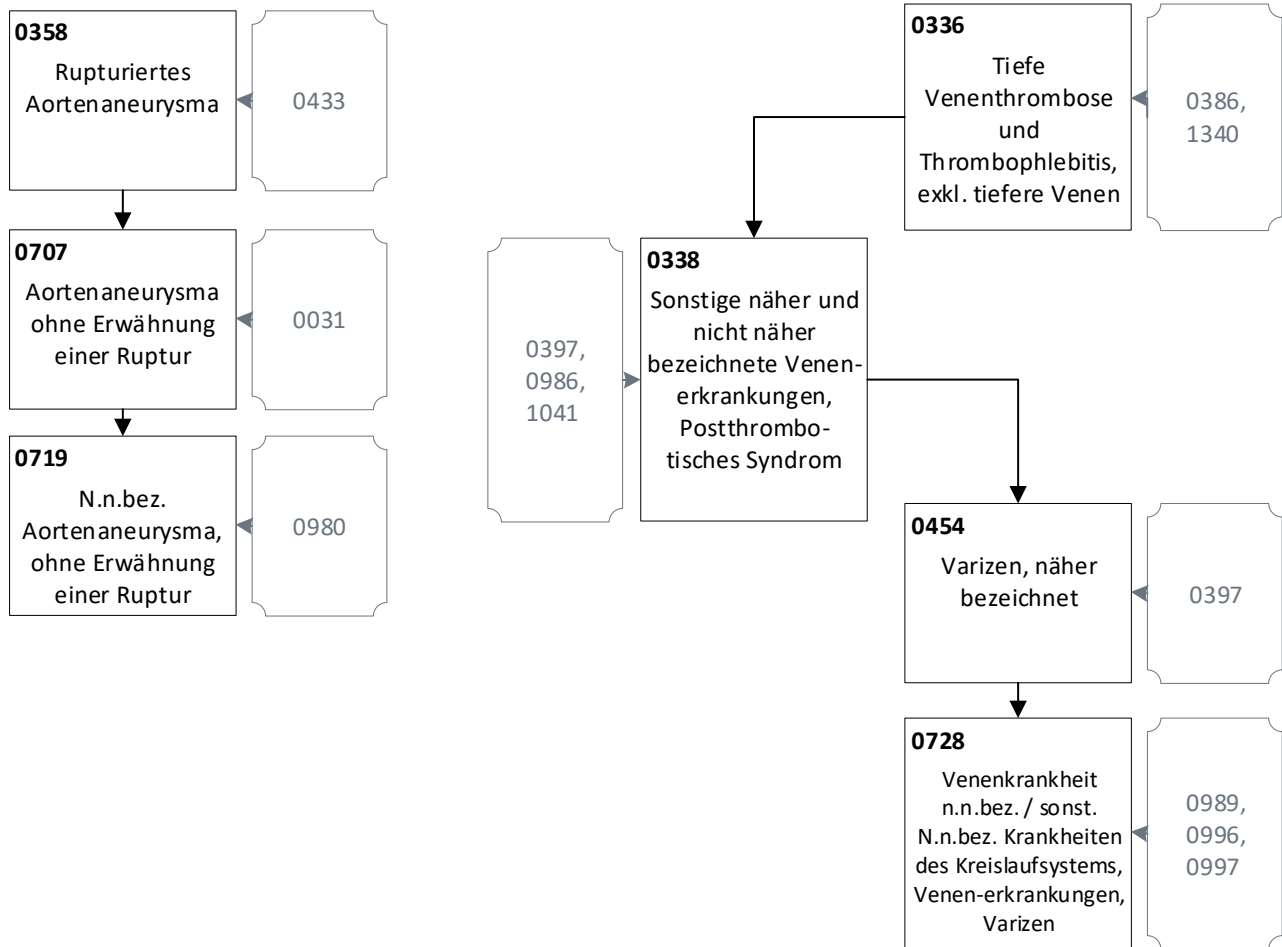 0358
Rupturiertes
Aortenaneurysma
0433
0707
Aortenaneurysma
ohne Erwähnung
einer Ruptur
0031
0719
N.n.bez.
Aortenaneurysma,
ohne Erwähnung
einer Ruptur
0980
0336
Tiefe
Venenthrombose
und
Thrombophlebitis,
exkl. tiefere Venen
0386,
1340
0338
Sonstige näher und
nicht näher
bezeichnete Venen-
erkrankungen,
Postthrombo-
tisches Syndrom
0397,
0986,
1041
0454
Varizen, näher
bezeichnet
0397
0728
Venenkrankheit
n.n.bez. / sonst.
N.n.bez. Krankheiten
des Kreislaufsystems,
Venen-erkrankungen,
Varizen
0989,
0996,
0997